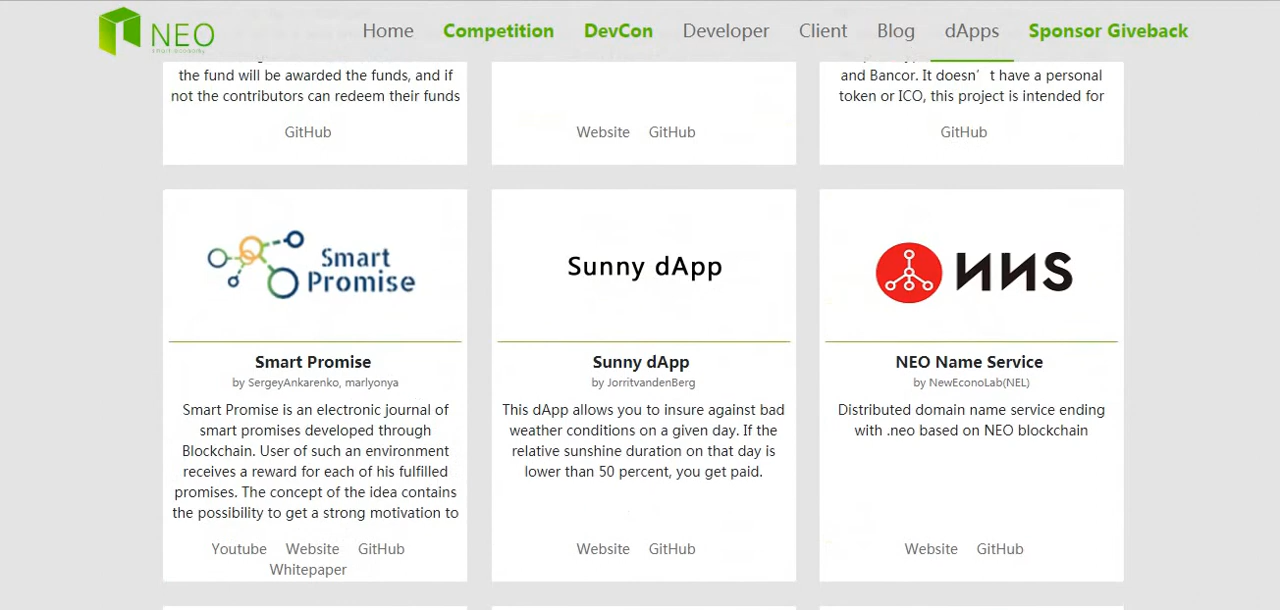 NEO
smart economy
Home Competition DevCon Developer Client Blog dApps Sponsor Giveback
the fund will be awarded the funds, and if
not the contributors can redeem their funds
GitHub
Website GitHub
and Bancor. It doesn't have a personal
token or ICO, this project is intended for
GitHub
Smart
Promise
Smart Promise
by SergeyAnkarenko, marlyonya
Smart Promise is an electronic journal of
smart promises developed through
Blockchain. User of such an environment
receives a reward for each of his fulfilled
promises. The concept of the idea contains
the possibility to get a strong motivation to
Youtube Website GitHub
Whitepaper
Sunny dApp
Sunny dApp
by JorritvandenBerg
This dApp allows you to insure against bad
weather conditions on a given day. If the
relative sunshine duration on that day is
lower than 50 percent, you get paid.
Website GitHub
NNS
NEO Name Service
by NewEconoLab(NEL)
Distributed domain name service ending
with .neo based on NEO blockchain
Website GitHub